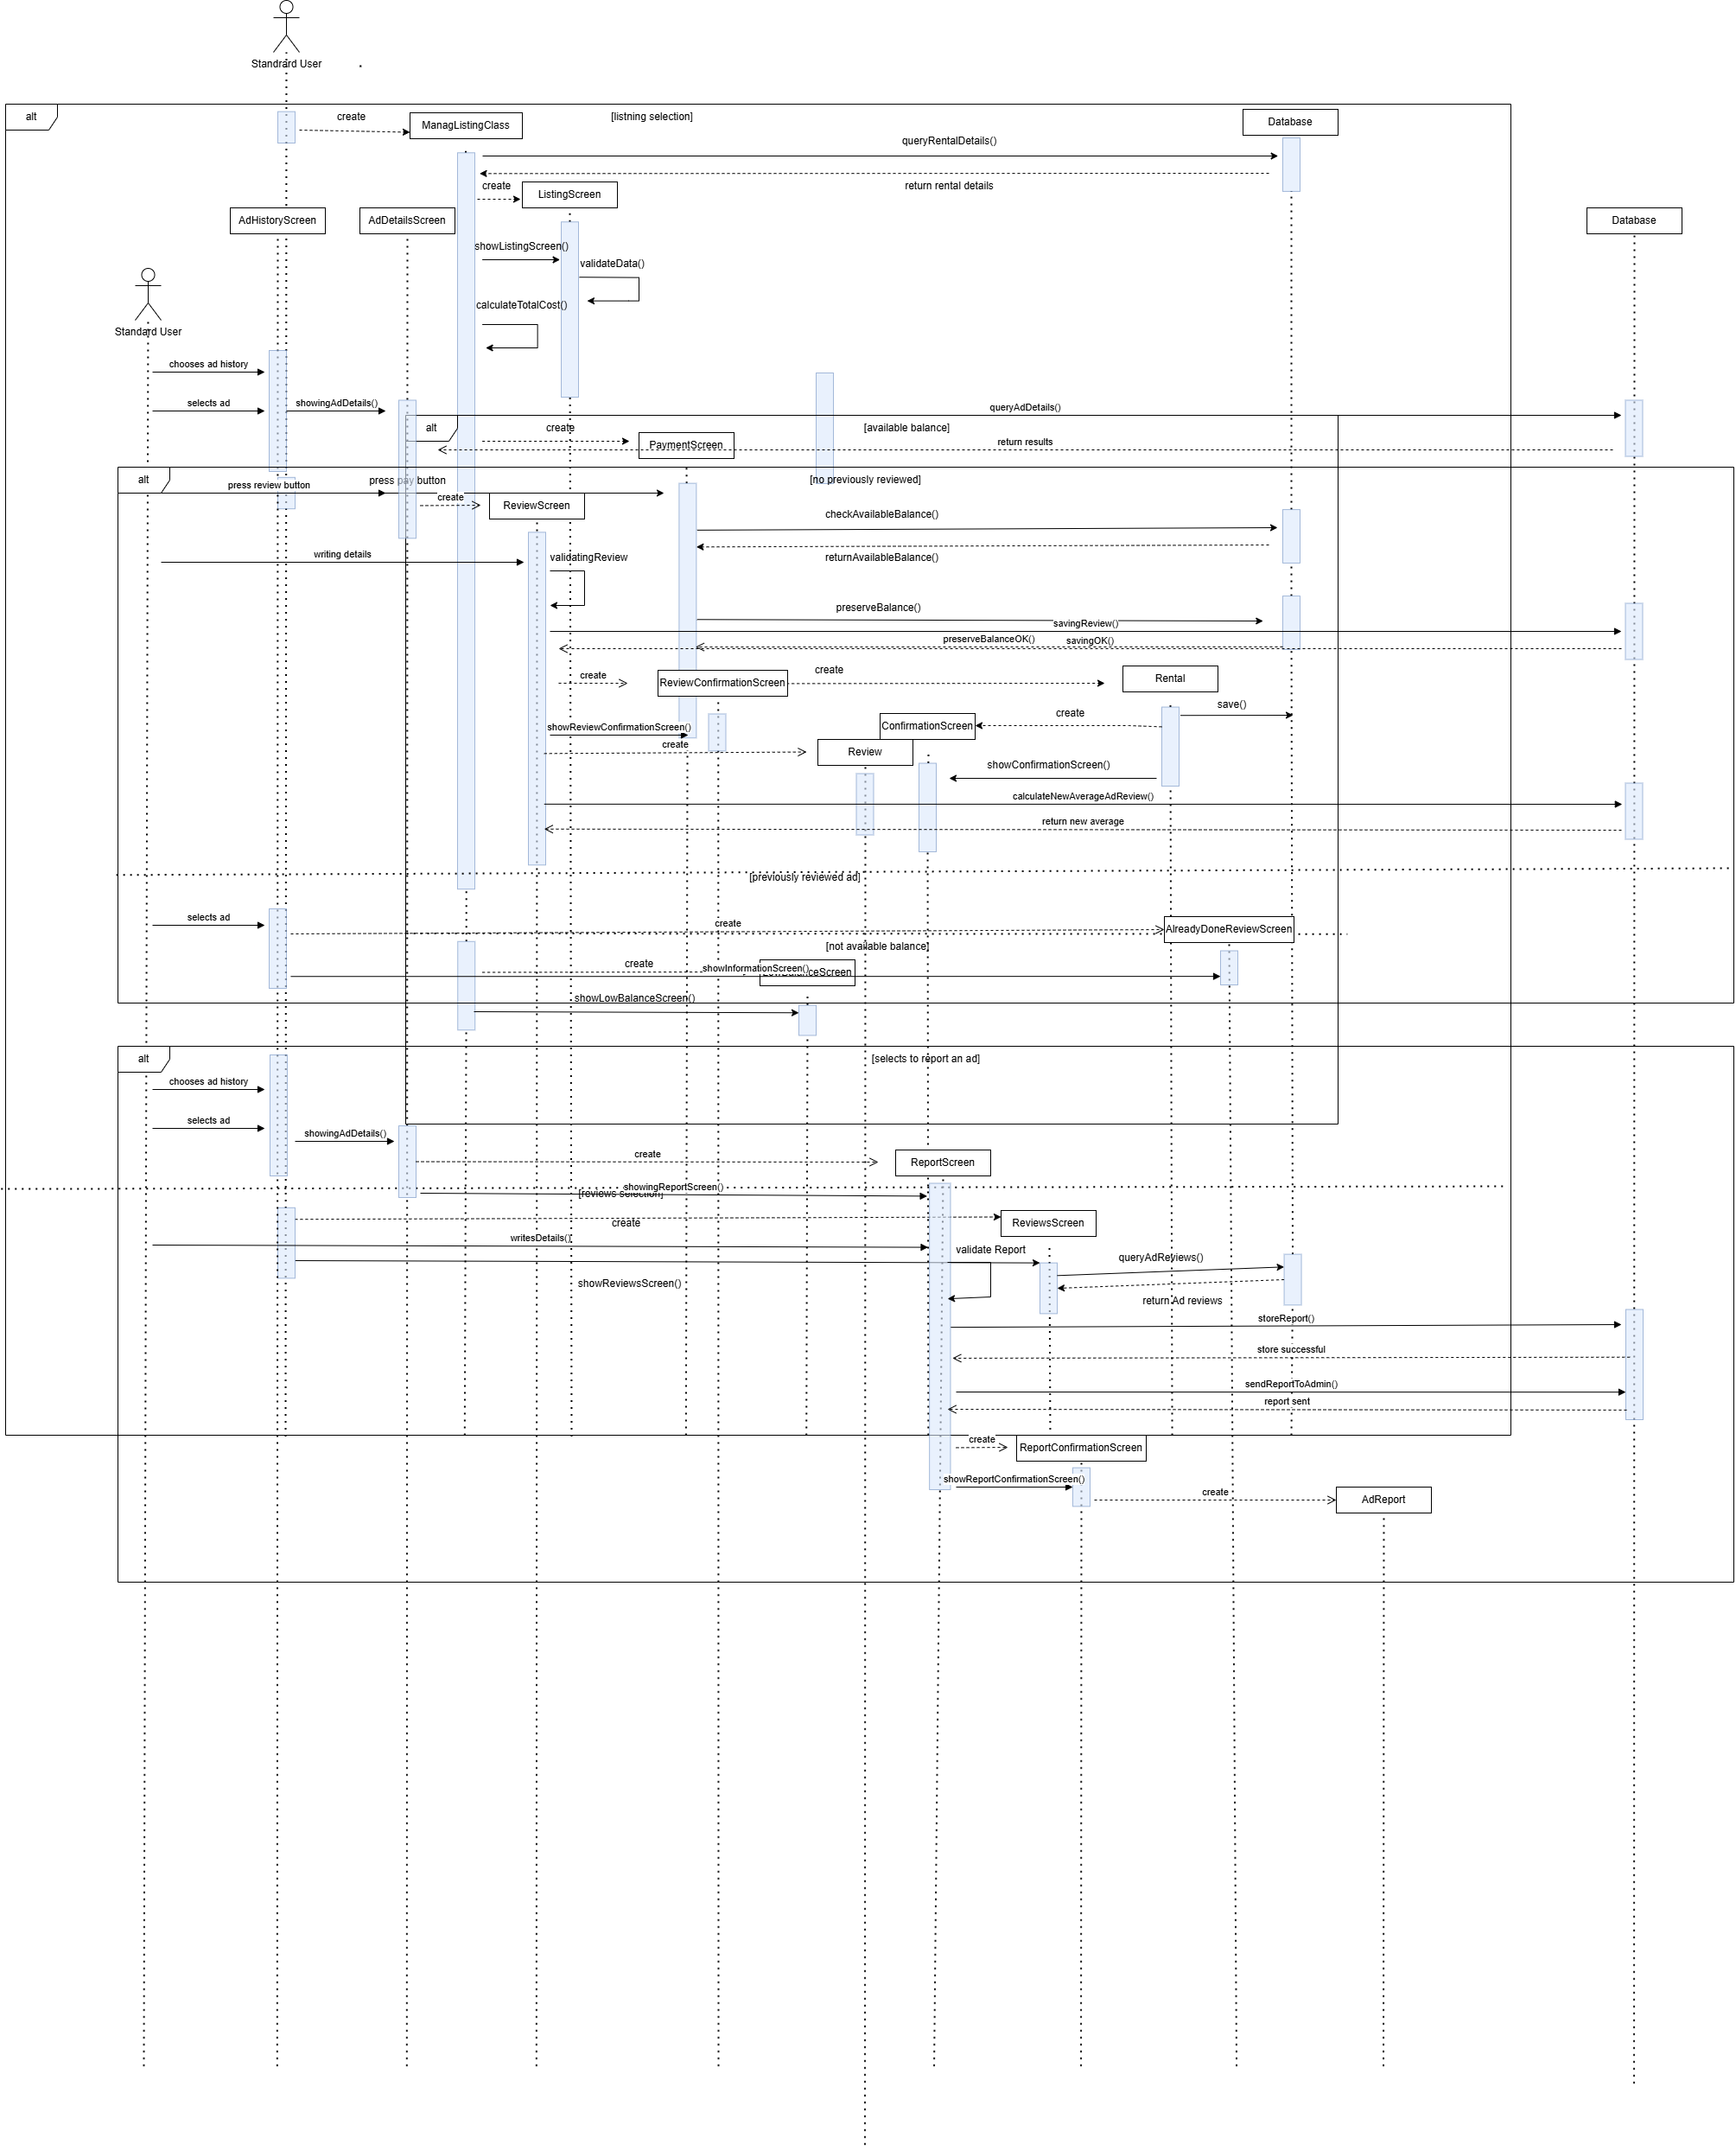 Standrard User
alt
create
ManagListingClass
[listning selection]
Database
queryRentalDetails()
return rental details
create
ListingScreen
AdHistoryScreen
AdDetailsScreen
Database
showListingScreen()
validateData()
calculateTotalCost()
Standard User
chooses ad history
selects ad
showingAdDetails()
queryAdDetails()
alt
create
[available balance]
PaymentScreen
return results
alt
press review button
press pay button
[no previously reviewed]
create
ReviewScreen
checkAvailableBalance()
writing details
validatingReview
returnAvailableBalance()
preserveBalance()
savingReview()
preserveBalanceOK()
savingOK()
create
ReviewConfirmationScreen
create
Rental
save()
create
ConfirmationScreen
showReviewConfirmationScreen()
create
Review
showConfirmationScreen()
calculateNewAverageAdReview()
return new average
[previously reviewed ad]
selects ad
create
AlreadyDoneReviewScreen
[not available balance]
create
showInformationScreen()
LowBalanceScreen
showLowBalanceScreen()
alt
[selects to report an ad]
chooses ad history
selects ad
showingAdDetails()
create
ReportScreen
showingReportScreen()
[reviews selection]
create
ReviewsScreen
writesDetails()
validate Report
queryAdReviews()
showReviewsScreen()
return Ad reviews
storeReport()
store successful
sendReportToAdmin()
report sent
create
ReportConfirmationScreen
showReportConfirmationScreen()
create
AdReport